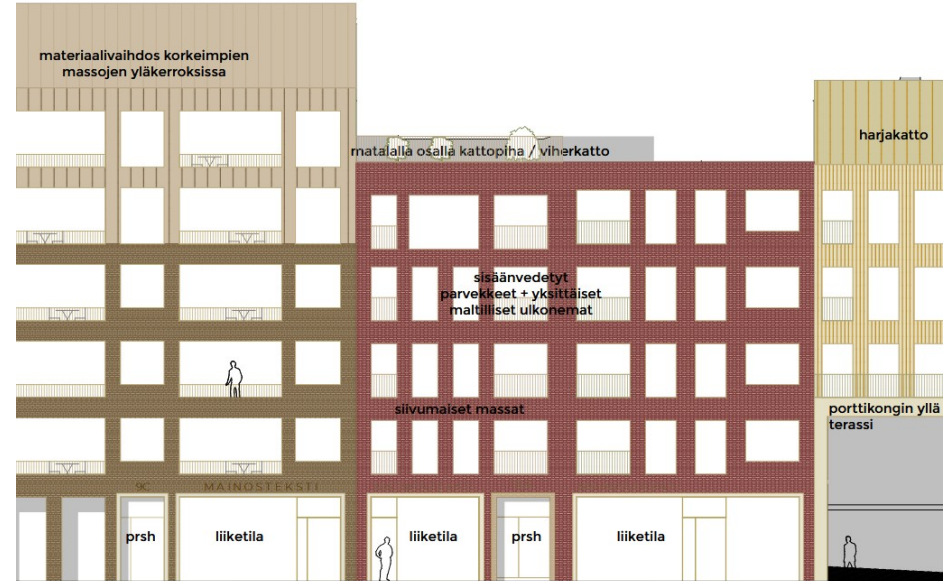 materiaalivaihdos korkeimpien
massojen yläkerroksissa
matalalla osalla kattopiha / viherkatto
harjakatto
sisäänvedetyt
parvekkeet + yksittäiset
maltilliset ulkonemat
siivumaiset massat
porttikongin yllä
terassi
9C MAINOSTEKSTI
prsh
liiketila
liiketila
prsh
liiketila